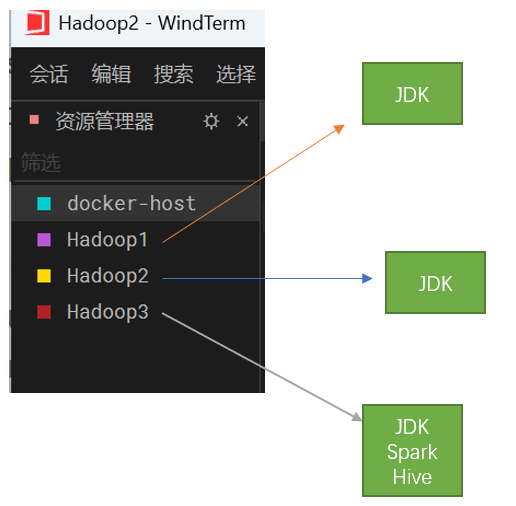 Hadoop2 - WindTerm
会话 编辑 搜索 选择
资源管理器
筛选
docker-host
Hadoop1
Hadoop2
Hadoop3
JDK
JDK
JDK
Spark
Hive